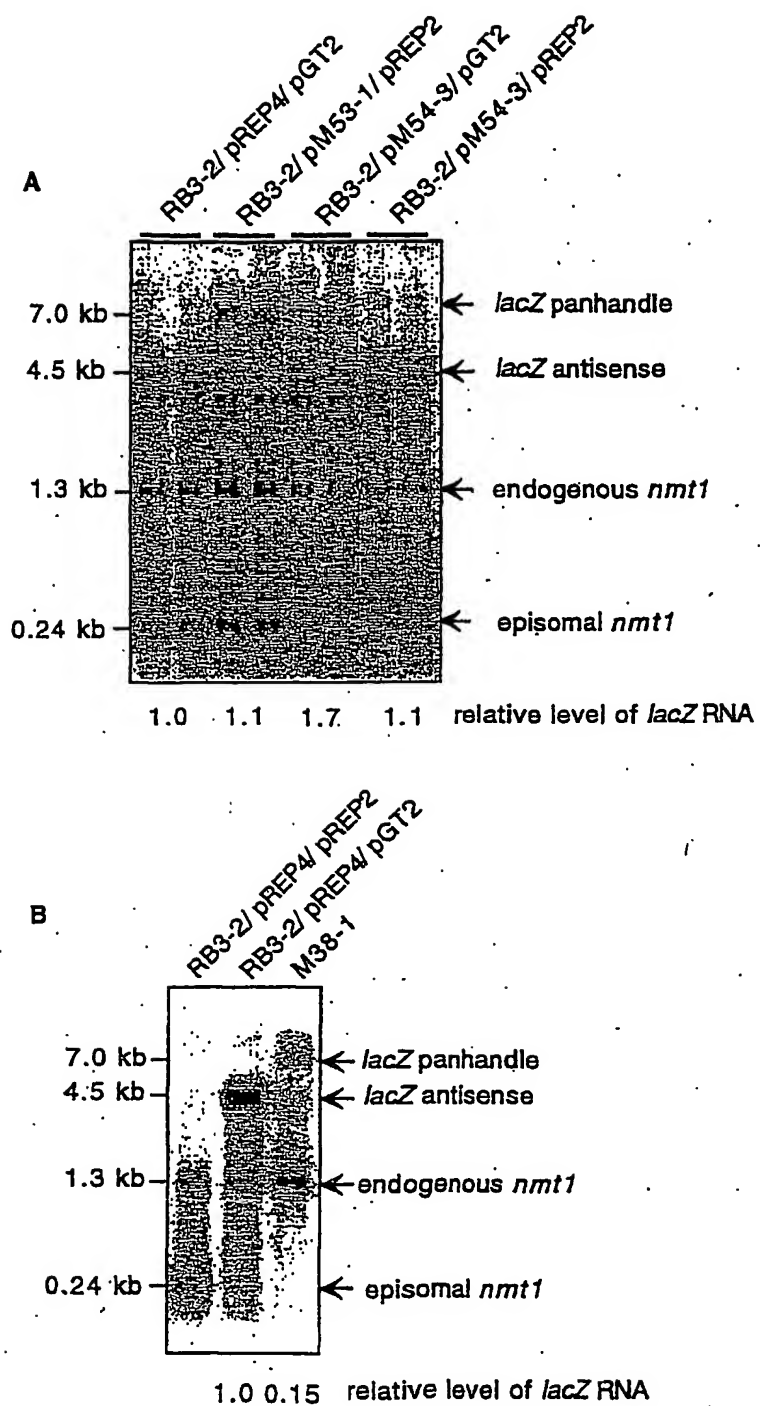 A
RB3-2/ pREP4/ pGT2
RB3-2/ pM53-1/ pREP2
RB3-2/ pM54-3/ pGT2
RB3-2/ pM54-3/ pREP2
7.0 kb
lacZ panhandle
4.5 kb
lacZ antisense
1.3 kb
endogenous nmt1
0.24 kb
episomal nmt1
1.0 1.1 1.7 1.1 relative level of lacZ RNA
B
RB3-2/ pREP4/ pREP2
RB3-2/ pREP4/ pGT2
M38-1
7.0 kb
lacZ panhandle
4.5 kb
lacZ antisense
1.3 kb
endogenous nmt1
0.24 kb
episomal nmt1
1.0 0.15 relative level of lacZ RNA